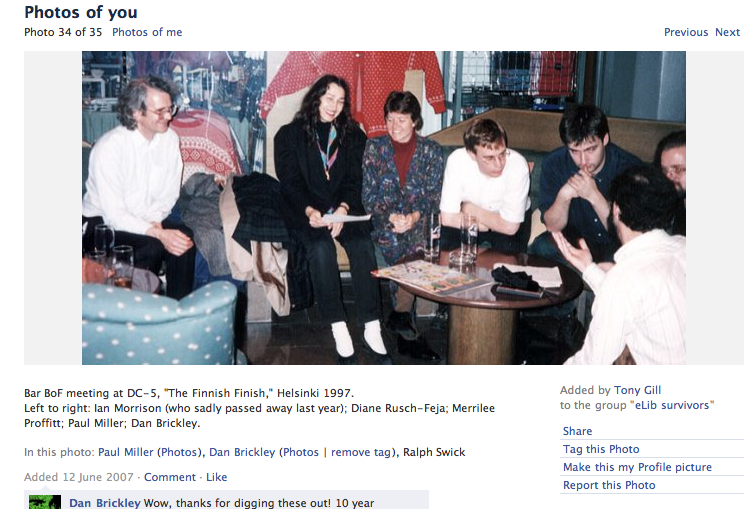 Photos of you
Photo 34 of 35 Photos of me Previous Next
Bar BoF meeting at DC-5, "The Finnish Finish," Helsinki 1997.
Left to right: Ian Morrison (who sadly passed away last year); Diane Rusch-Feja; Merrilee
Proffitt; Paul Miller; Dan Brickley.
In this photo: Paul Miller (Photos), Dan Brickley (Photos | remove tag), Ralph Swick
Added 12 June 2007 · Comment · Like
Dan Brickley Wow, thanks for digging these out! 10 year
Added by Tony Gill
to the group "eLib survivors"
Share
Tag this Photo
Make this my Profile picture
Report this Photo